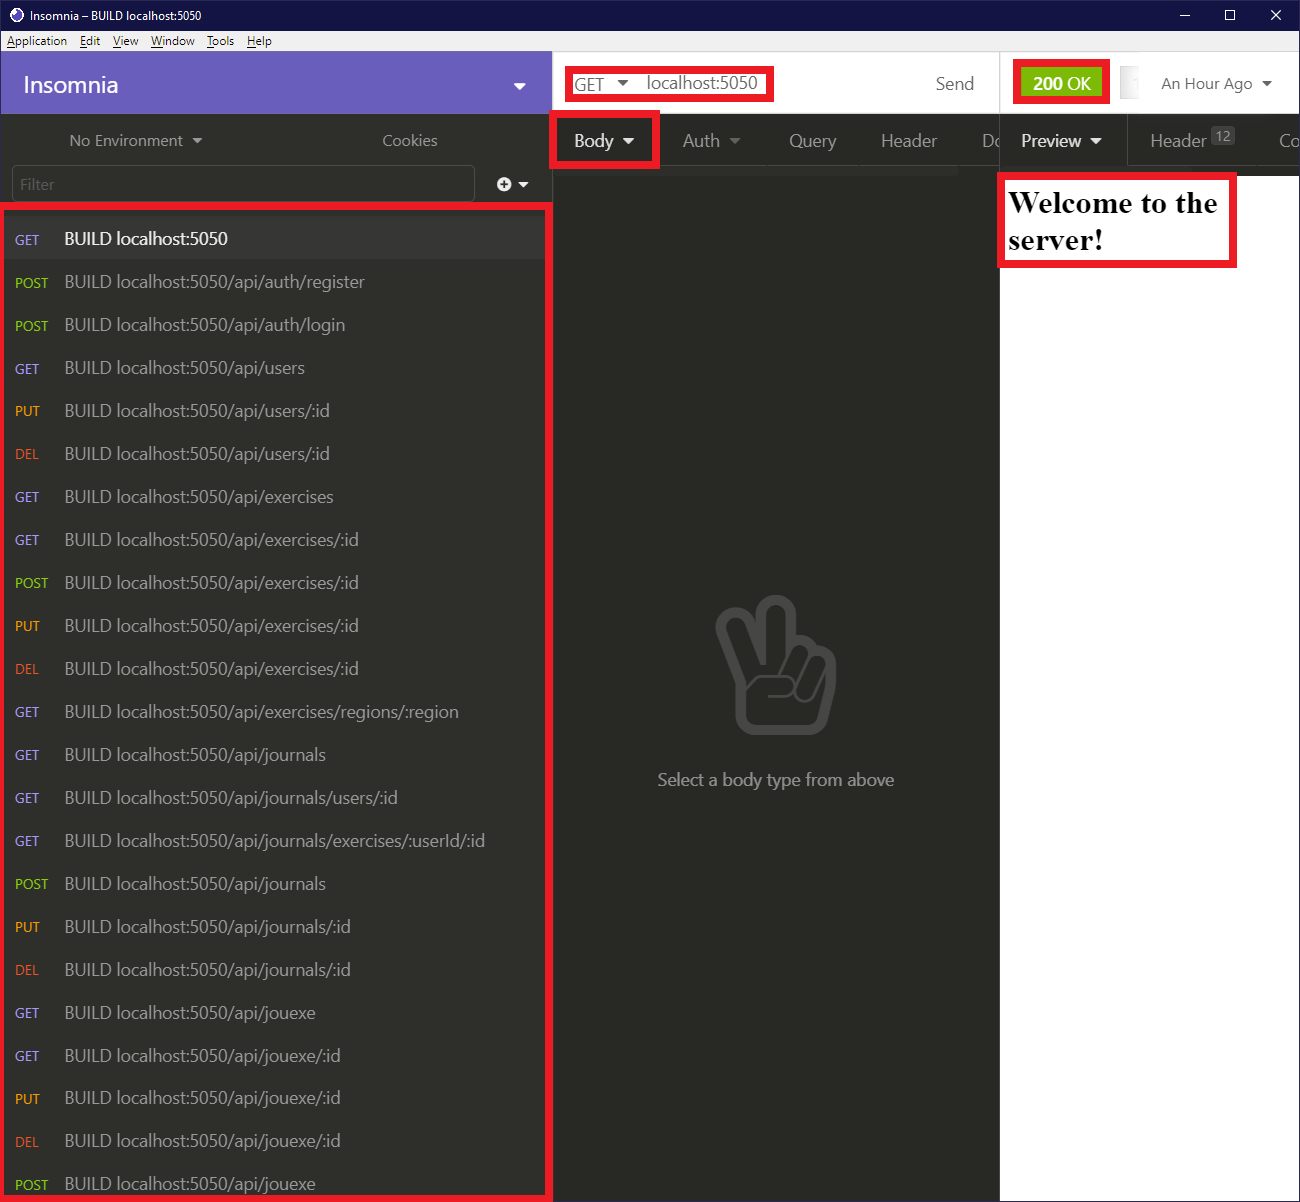 Insomnia – BUILD localhost:5050
Application Edit View Window Tools Help
Insomnia
GET localhost:5050 Send
200 OK An Hour Ago
No Environment Cookies
Body Auth Query Header Do
Preview Header 12 Co
Filter
Welcome to the
server!
GET BUILD localhost:5050
POST BUILD localhost:5050/api/auth/register
POST BUILD localhost:5050/api/auth/login
GET BUILD localhost:5050/api/users
PUT BUILD localhost:5050/api/users/:id
DEL BUILD localhost:5050/api/users/:id
GET BUILD localhost:5050/api/exercises
GET BUILD localhost:5050/api/exercises/:id
POST BUILD localhost:5050/api/exercises/:id
PUT BUILD localhost:5050/api/exercises/:id
DEL BUILD localhost:5050/api/exercises/:id
GET BUILD localhost:5050/api/exercises/regions/:region
GET BUILD localhost:5050/api/journals
GET BUILD localhost:5050/api/journals/users/:id
GET BUILD localhost:5050/api/journals/exercises/:userId/:id
POST BUILD localhost:5050/api/journals
PUT BUILD localhost:5050/api/journals/:id
DEL BUILD localhost:5050/api/journals/:id
GET BUILD localhost:5050/api/jouexe
GET BUILD localhost:5050/api/jouexe/:id
PUT BUILD localhost:5050/api/jouexe/:id
DEL BUILD localhost:5050/api/jouexe/:id
POST BUILD localhost:5050/api/jouexe
Select a body type from above